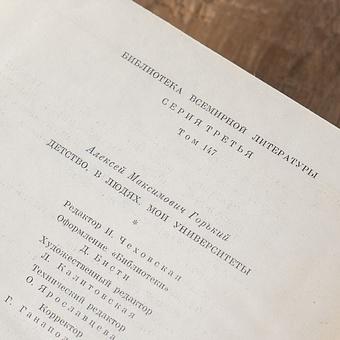 БИБЛИОТЕКА ВСЕМИРНОЙ ЛИТЕРАТУРЫ
СЕРИЯ ТРЕТЬЯ
Том 147
Алексей Максимович Горький
ДЕТСТВО. В ЛЮДЯХ. МОИ УНИВЕРСИТЕТЫ
*
Редактор И. Чеховская
Оформление «Библиотеки»
Д. Бисти
Художественный редактор
Л. Калитовская
Технический редактор
О. Ярославцева
Корректор
Г. Ганапол